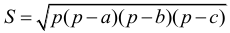 S = √p(p−a)(p−b)(p−c)